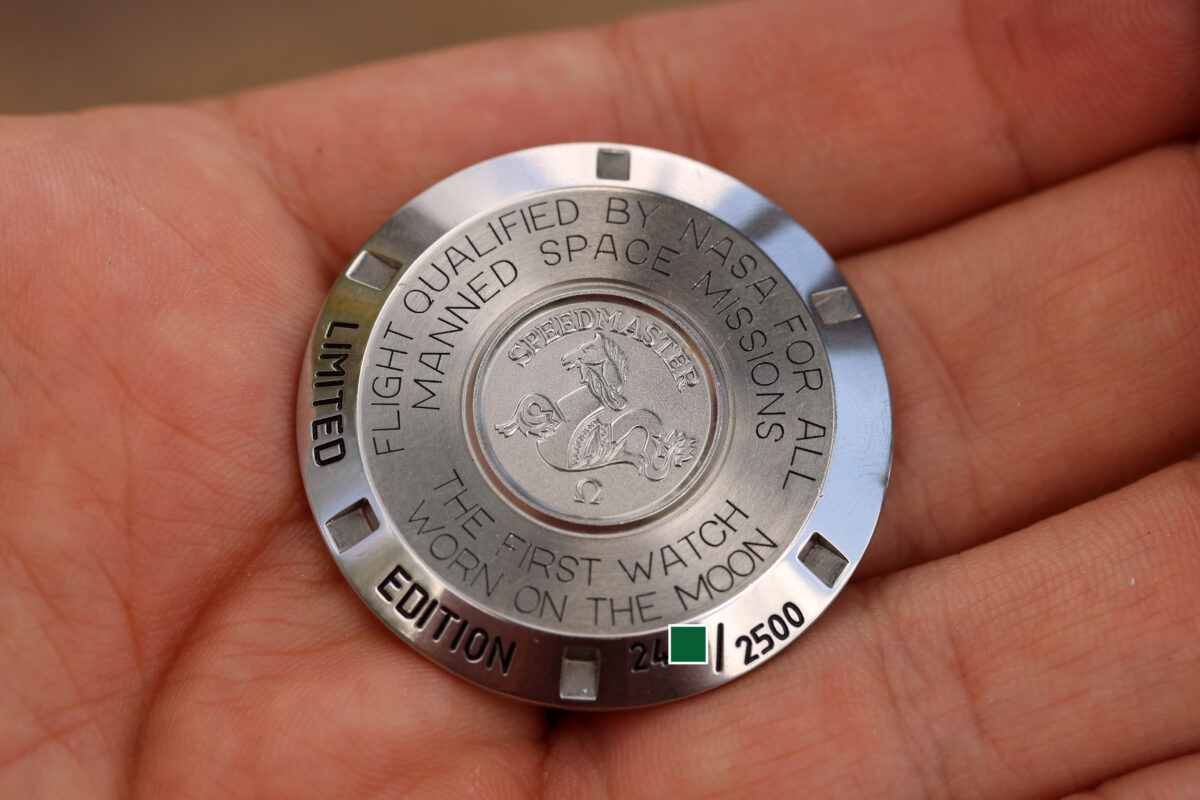 FLIGHT QUALIFIED BY NASA FOR ALL
MANNED SPACE MISSIONS
SPEEDMASTER
Ω
THE FIRST WATCH
WORN ON THE MOON
LIMITED EDITION 24 / 2500